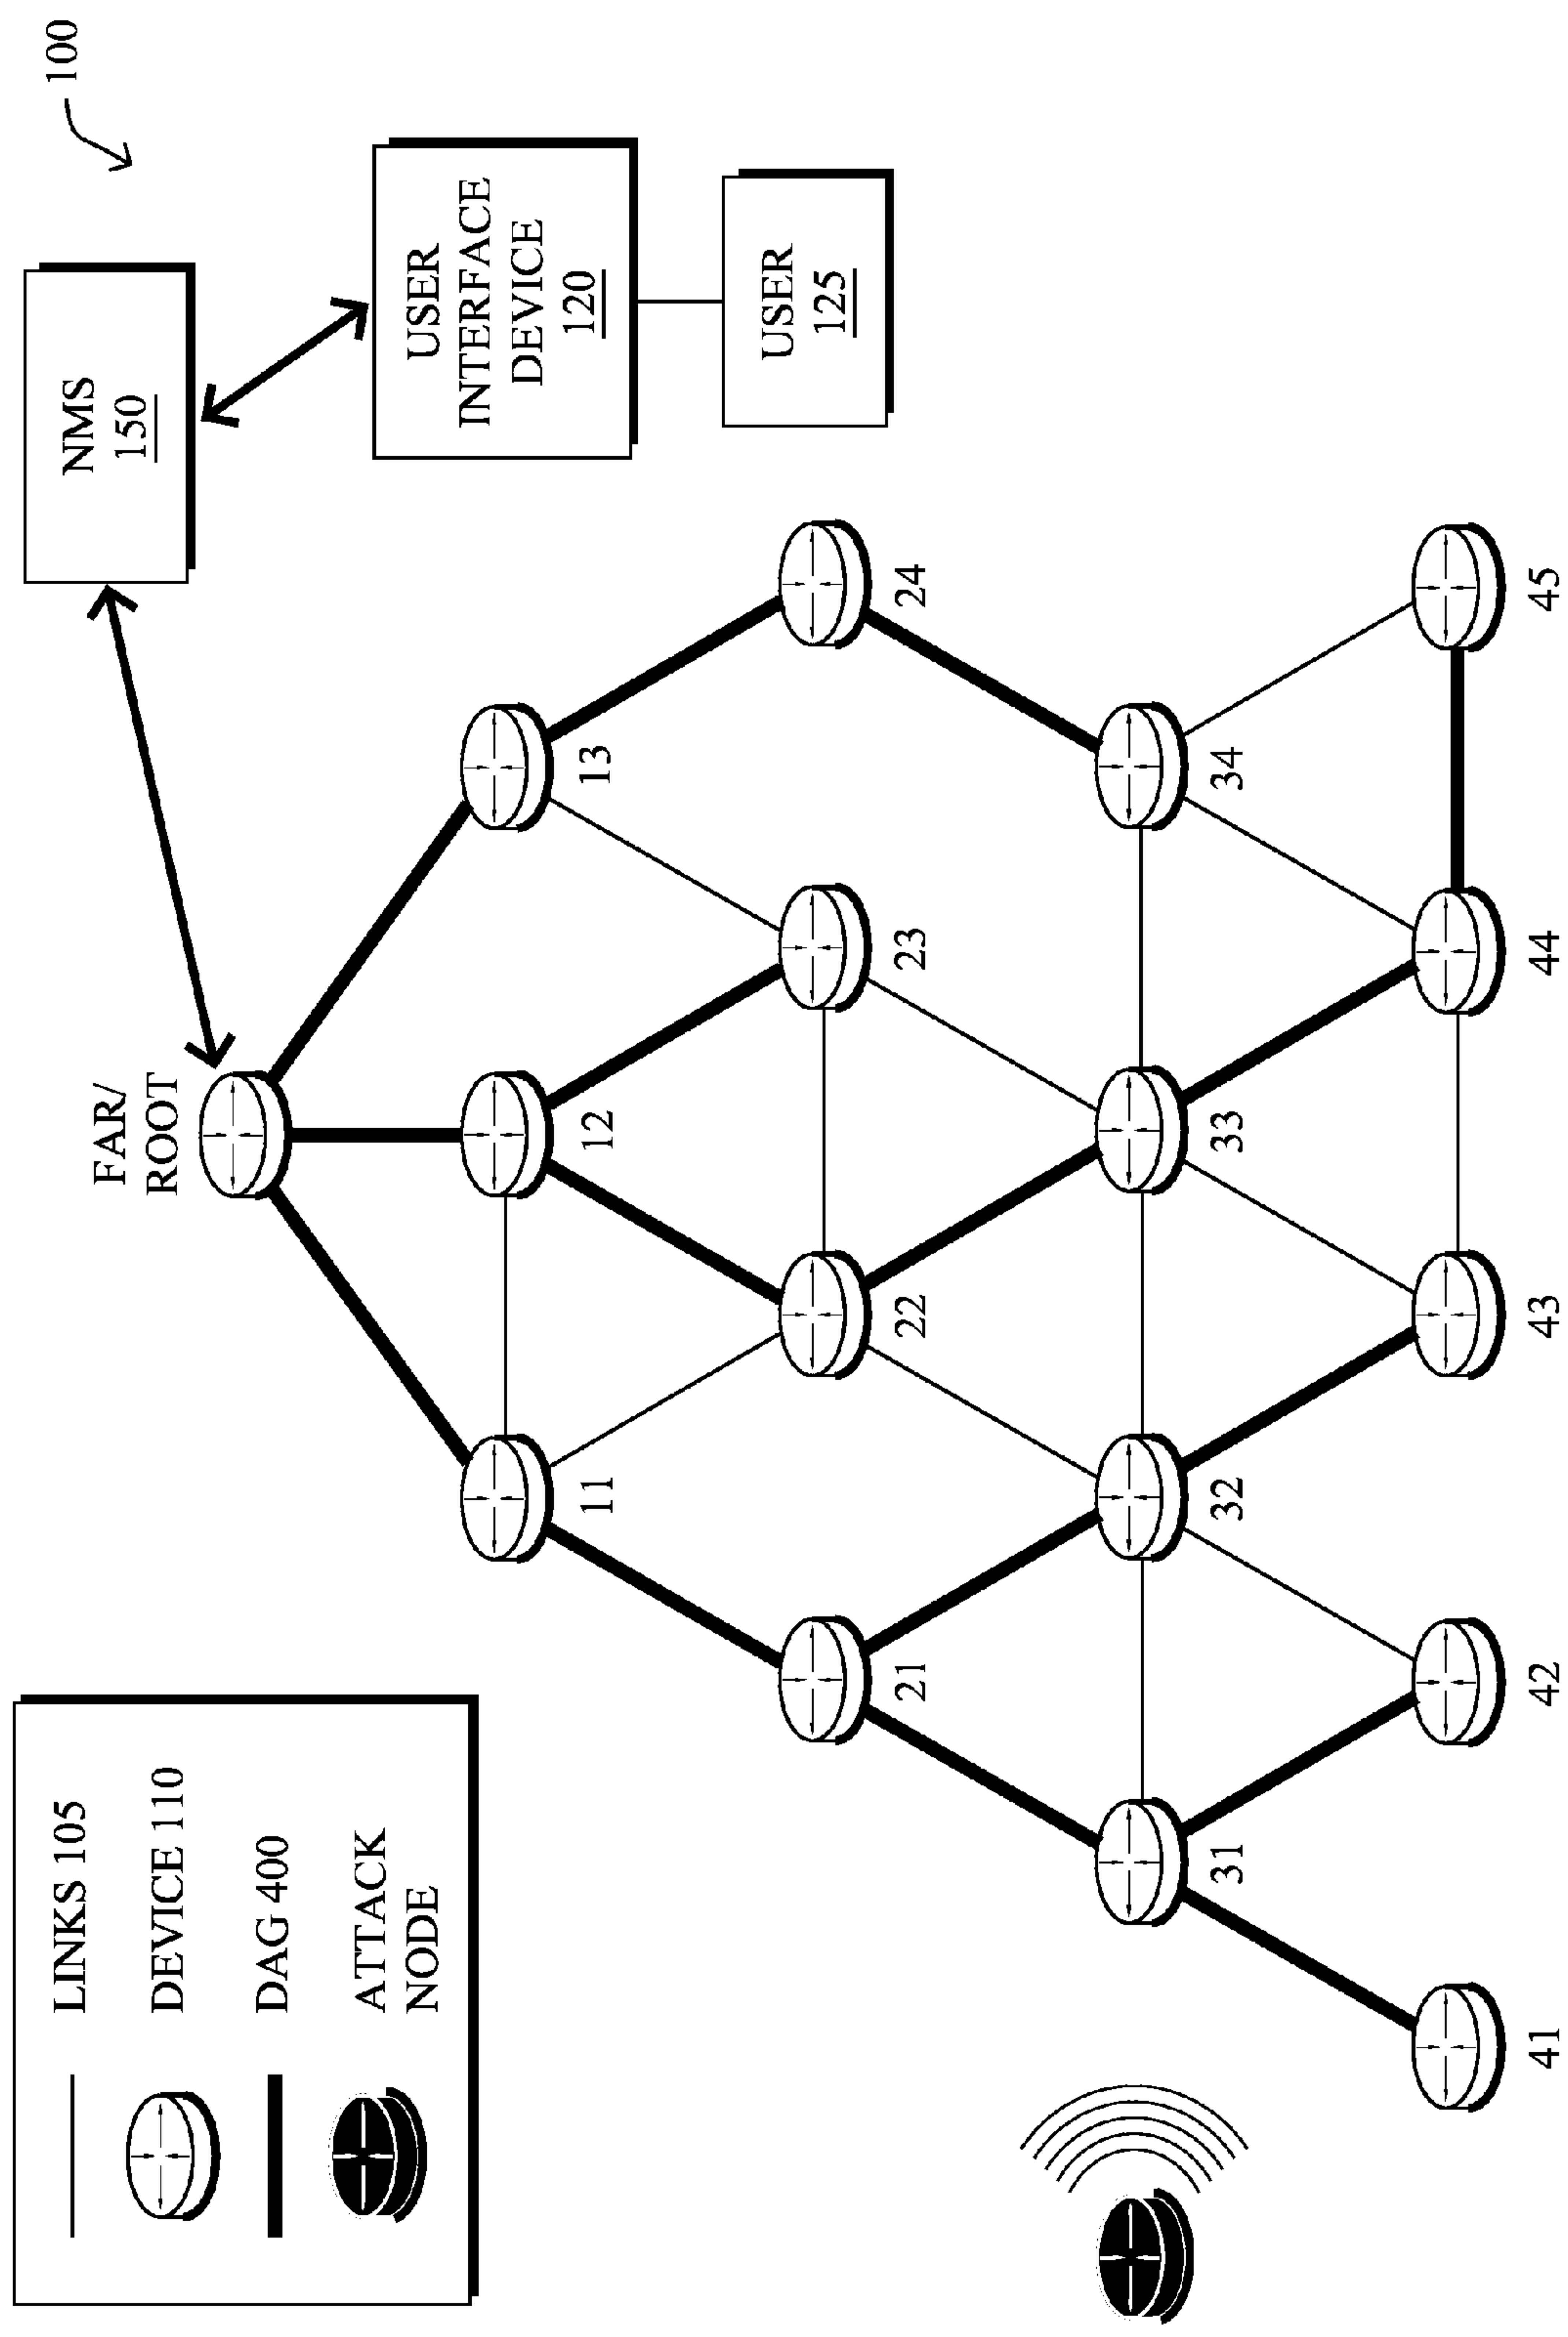 100
LINKS 105
DEVICE 110
DAG 400
ATTACK
NODE
FAR/
ROOT
NMS
150
USER
INTERFACE
DEVICE
120
USER
125
11
12
13
21
22
23
24
31
32
33
34
41
42
43
44
45